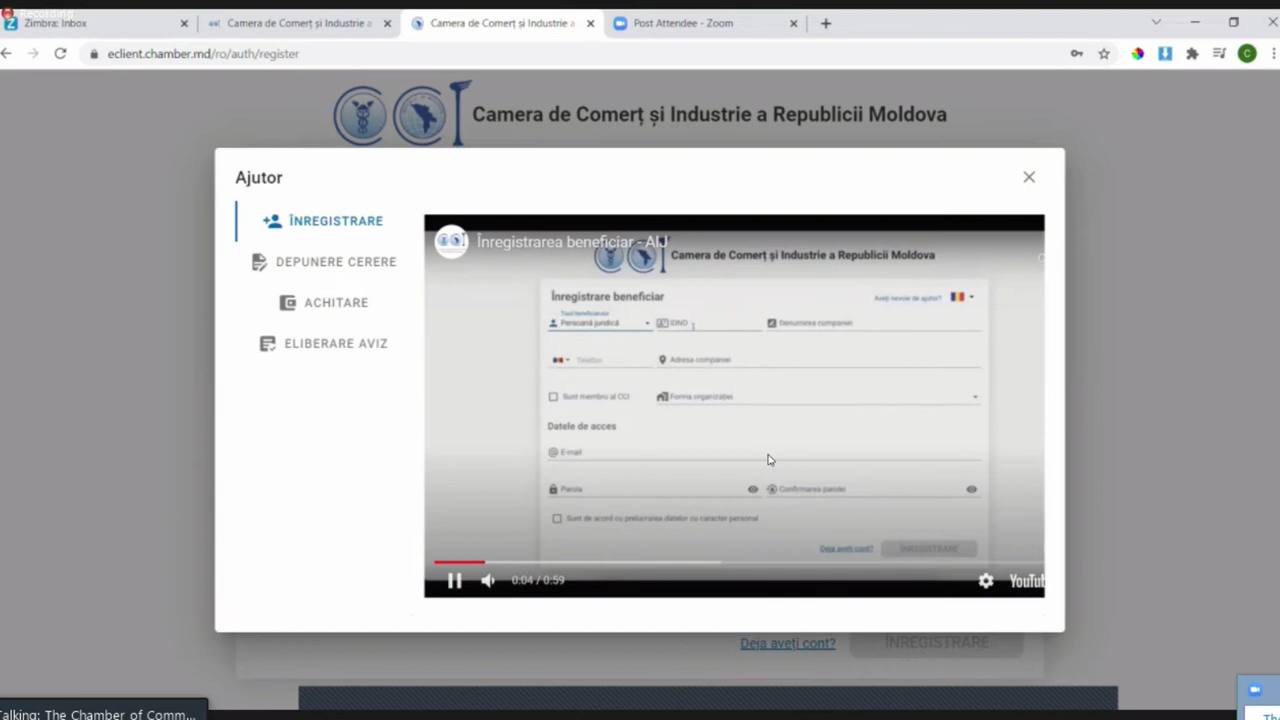 Recording
Zimbra: Inbox
Camera de Comerț și Industrie a
Camera de Comerț și Industrie a
Post Attendee - Zoom
eclient.chamber.md/ro/auth/register
C
Camera de Comerț și Industrie a Republicii Moldova
Ajutor
ÎNREGISTRARE
DEPUNERE CERERE
ACHITARE
ELIBERARE AVIZ
Înregistrarea beneficiar - AIJ
Camera de Comerț și Industrie a Republicii Moldova
Înregistrare beneficiar
Aveți nevoie de ajutor?
Tipul beneficiarului
Persoană juridică
IDNO
Denumirea companiei
Telefon
Adresa companiei
Sunt membru al CCI
Forma organizației
Datele de acces
E-mail
Parola
Confirmarea parolei
Sunt de acord cu prelucrarea datelor cu caracter personal
Deja aveți cont?
ÎNREGISTRARE
0:04 / 0:59
YouTub
Deja aveți cont?
ÎNREGISTRARE
Talking: The Chamber of Comm...